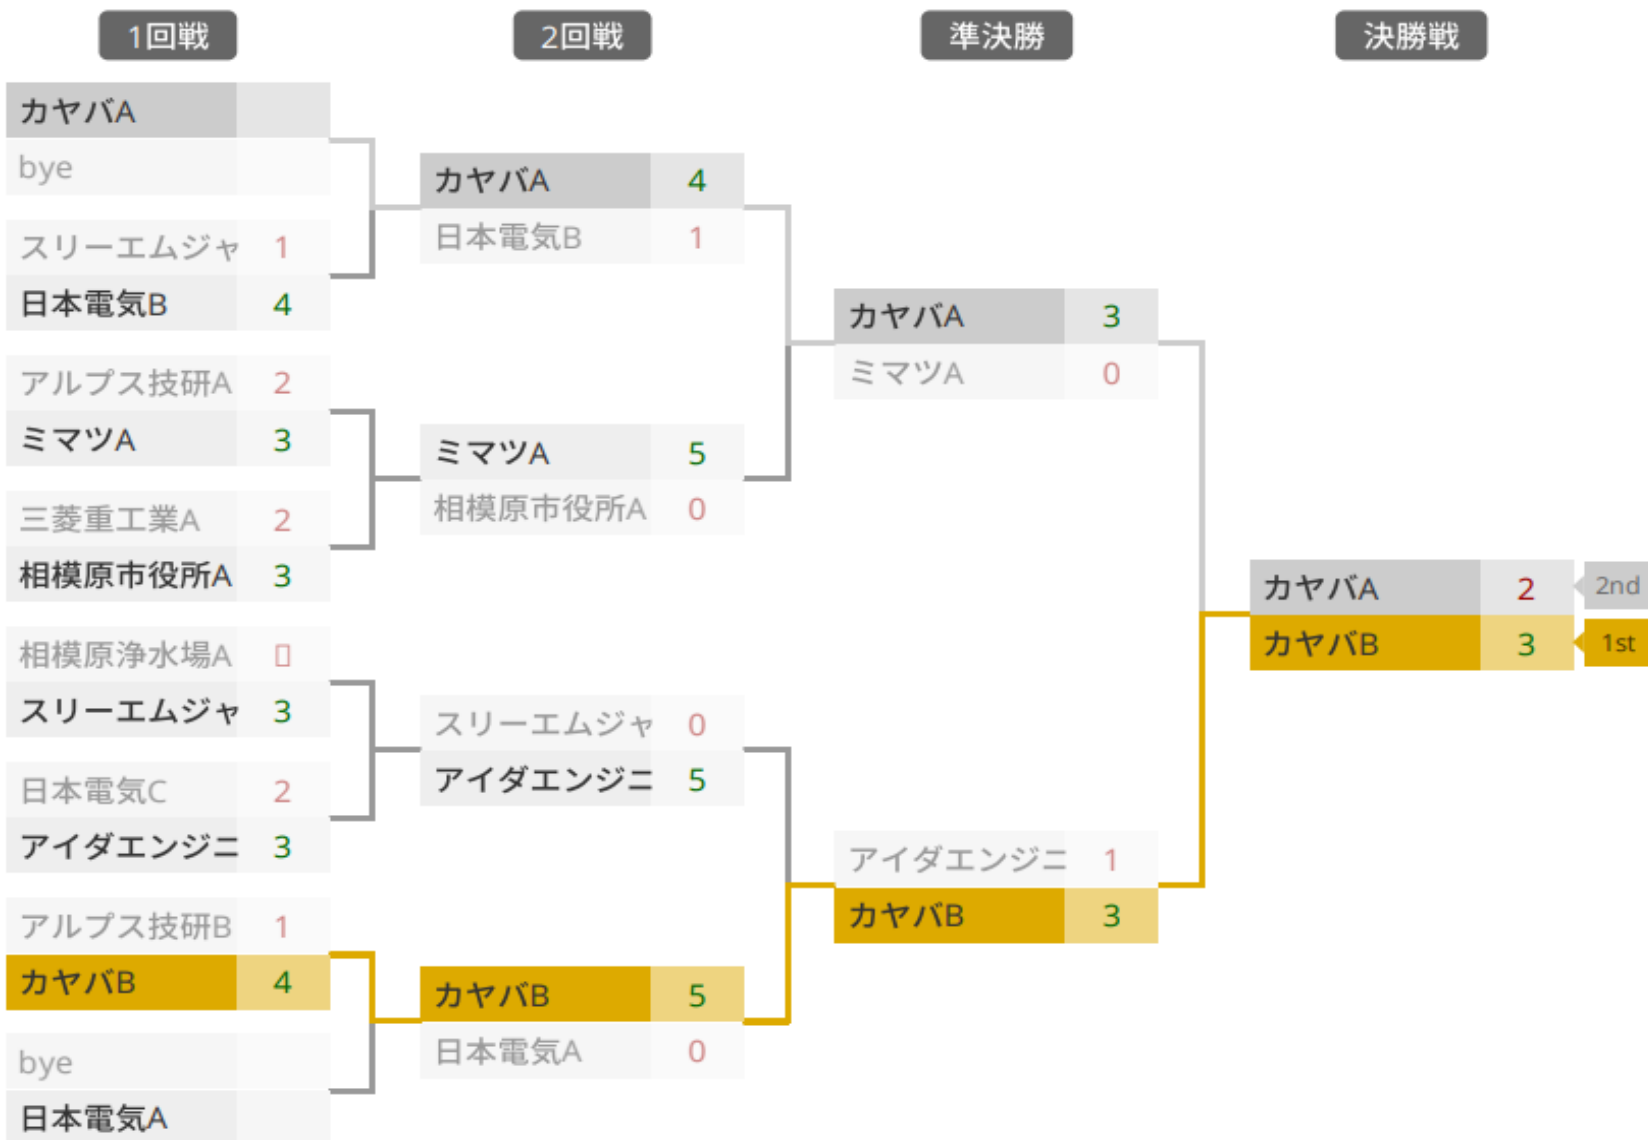 1回戦
2回戦
準決勝
決勝戦
カヤバA
bye
スリーエムジャ 1
日本電気B 4
アルプス技研A 2
ミマツA 3
三菱重工業A 2
相模原市役所A 3
相模原浄水場A
スリーエムジャ 3
日本電気C 2
アイダエンジニ 3
アルプス技研B 1
カヤバB 4
bye
日本電気A
カヤバA 4
日本電気B 1
ミマツA 5
相模原市役所A 0
スリーエムジャ 0
アイダエンジニ 5
カヤバB 5
日本電気A 0
カヤバA 3
ミマツA 0
アイダエンジニ 1
カヤバB 3
カヤバA 2 2nd
カヤバB 3 1st